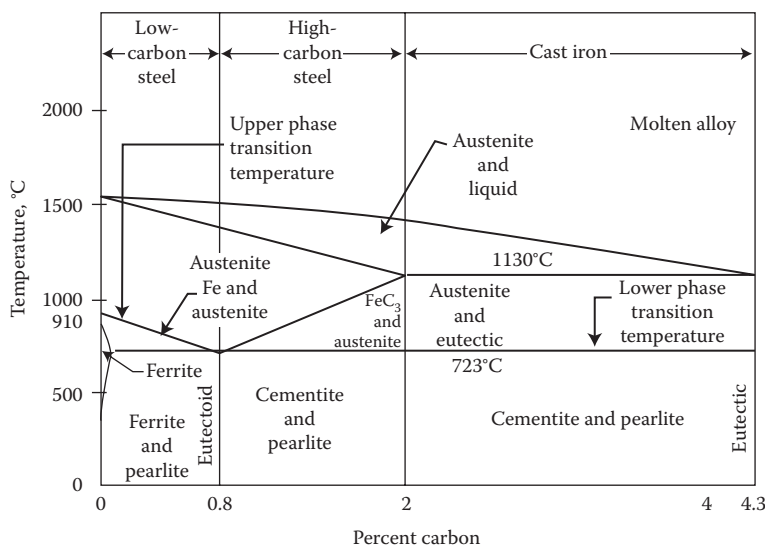 Low-
carbon
steel
High-
carbon
steel
Cast iron
2000
1500
1000
910
500
0
Temperature, °C
Upper phase
transition
temperature
Austenite
and
liquid
Molten alloy
1130°C
Austenite
Fe and
austenite
FeC3
and
austenite
Austenite
and
eutectic
Lower phase
transition
temperature
723°C
Ferrite
Ferrite
and
pearlite
Eutectoid
Cementite
and
pearlite
Cementite and pearlite
Eutectic
0
0.8
2
4
4.3
Percent carbon